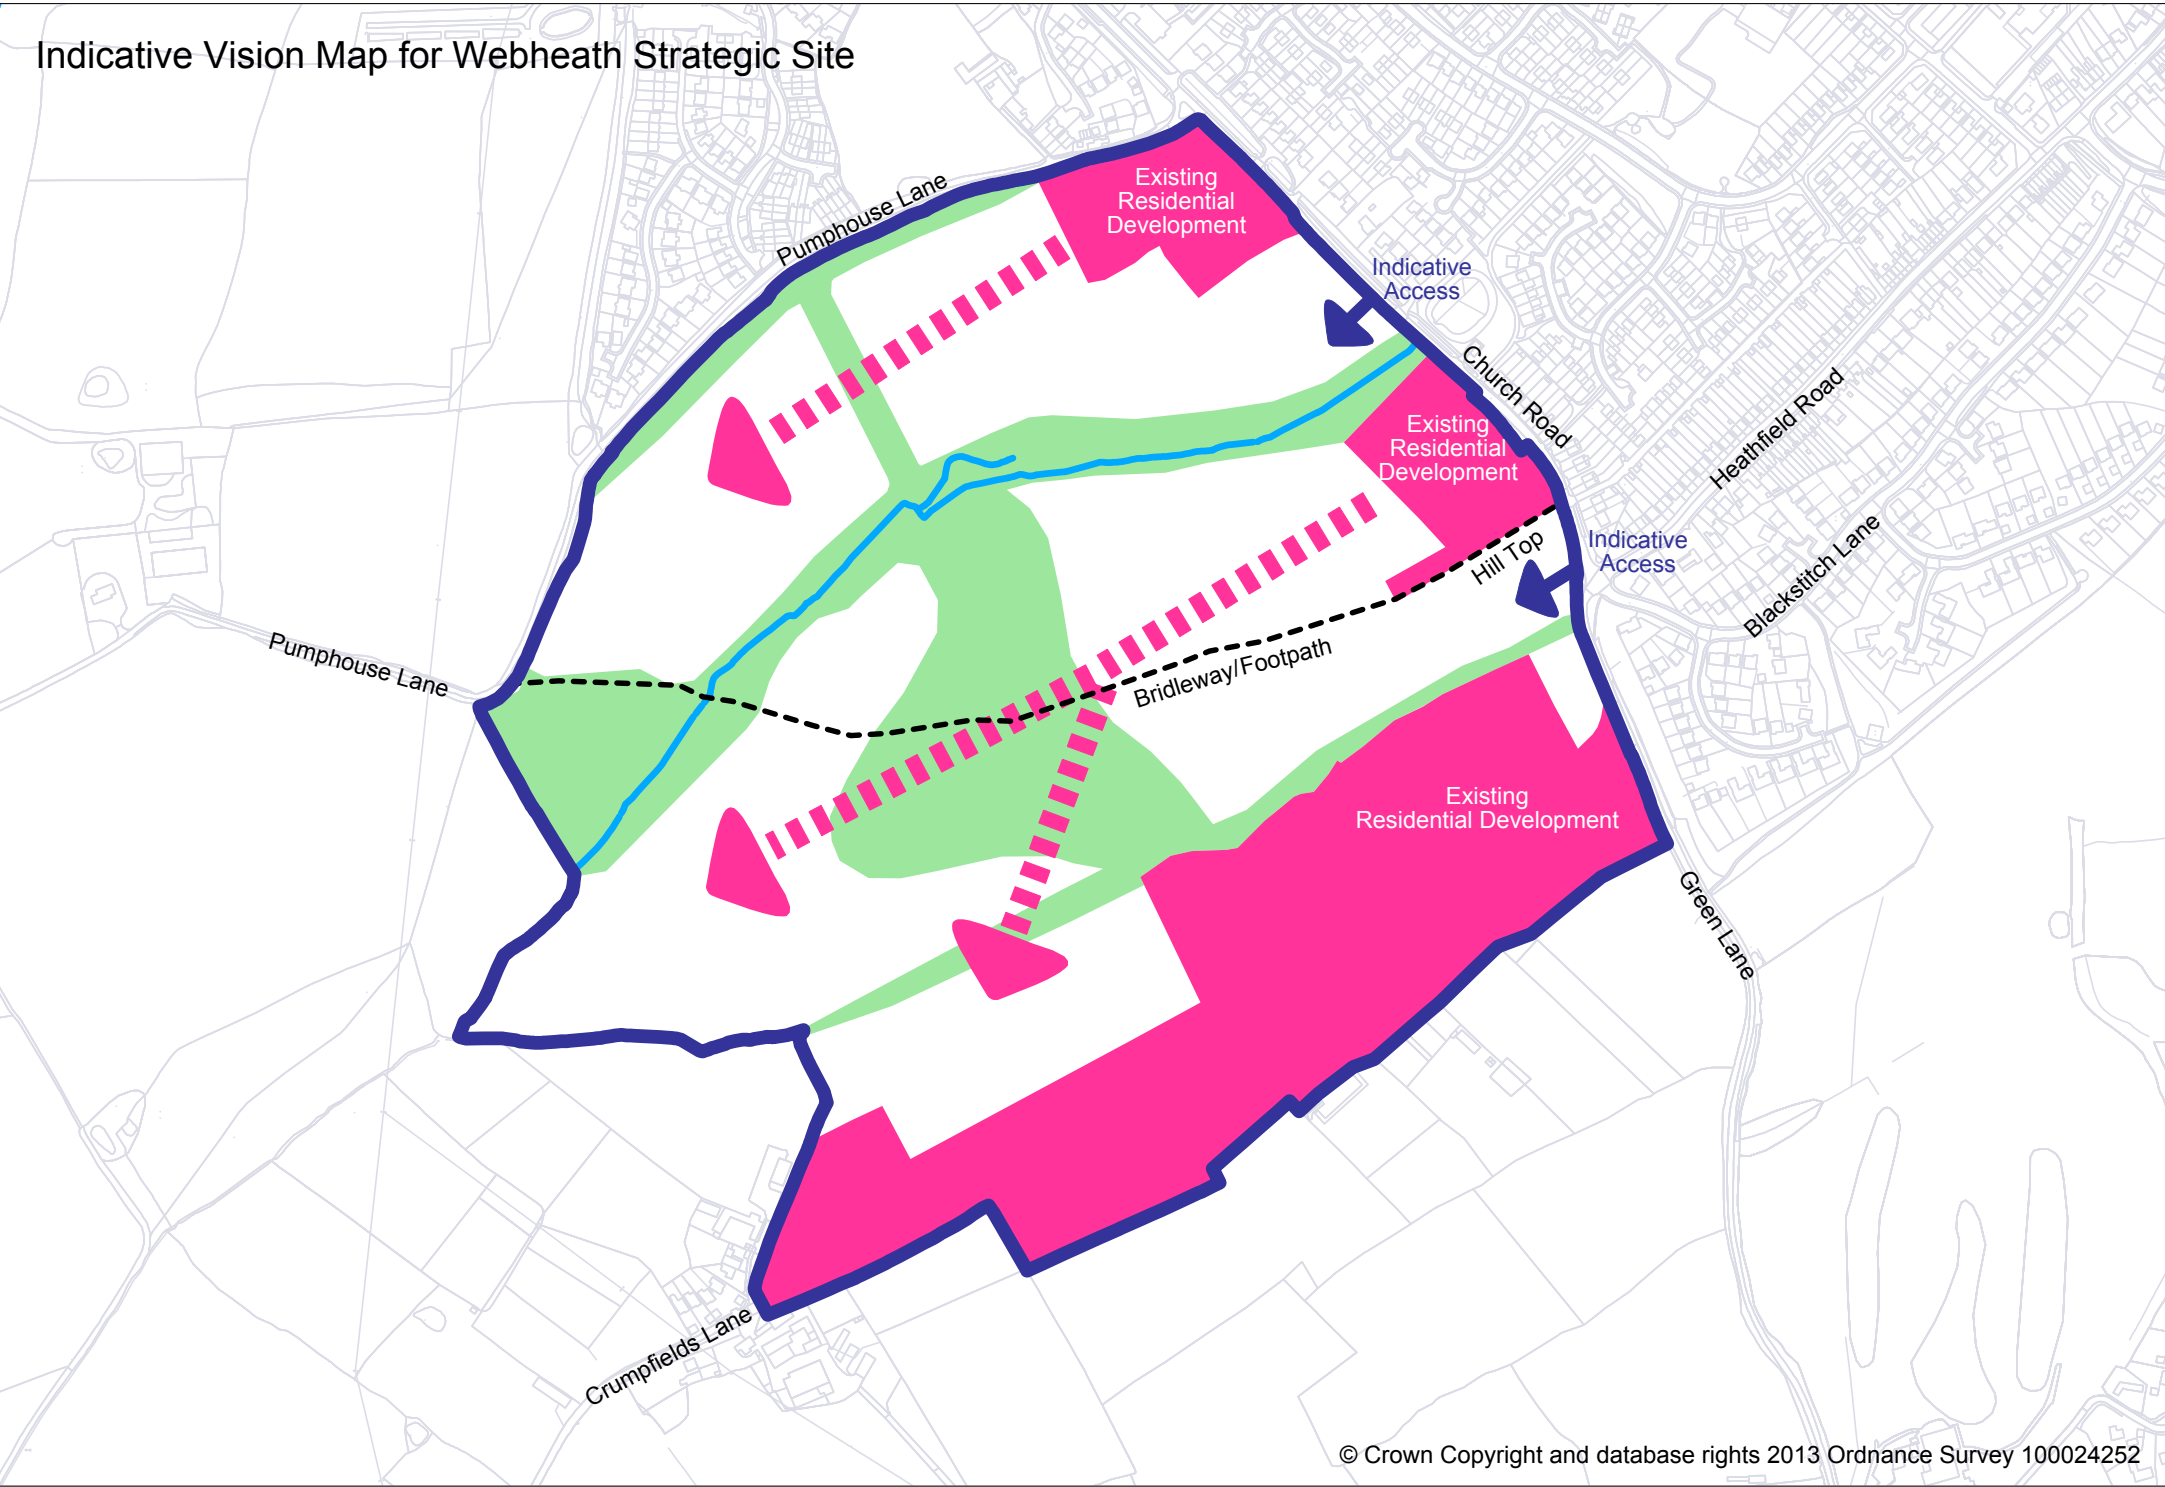 Indicative Vision Map for Webheath Strategic Site
Existing
Residential
Development
Pumphouse Lane
Indicative
Access
Church Road
Heathfield Road
Existing
Residential
Development
Indicative
Access
Hill Top
Blackstitch Lane
Pumphouse Lane
Bridleway/Footpath
Existing
Residential Development
Green Lane
Crumpfields Lane
© Crown Copyright and database rights 2013 Ordnance Survey 100024252